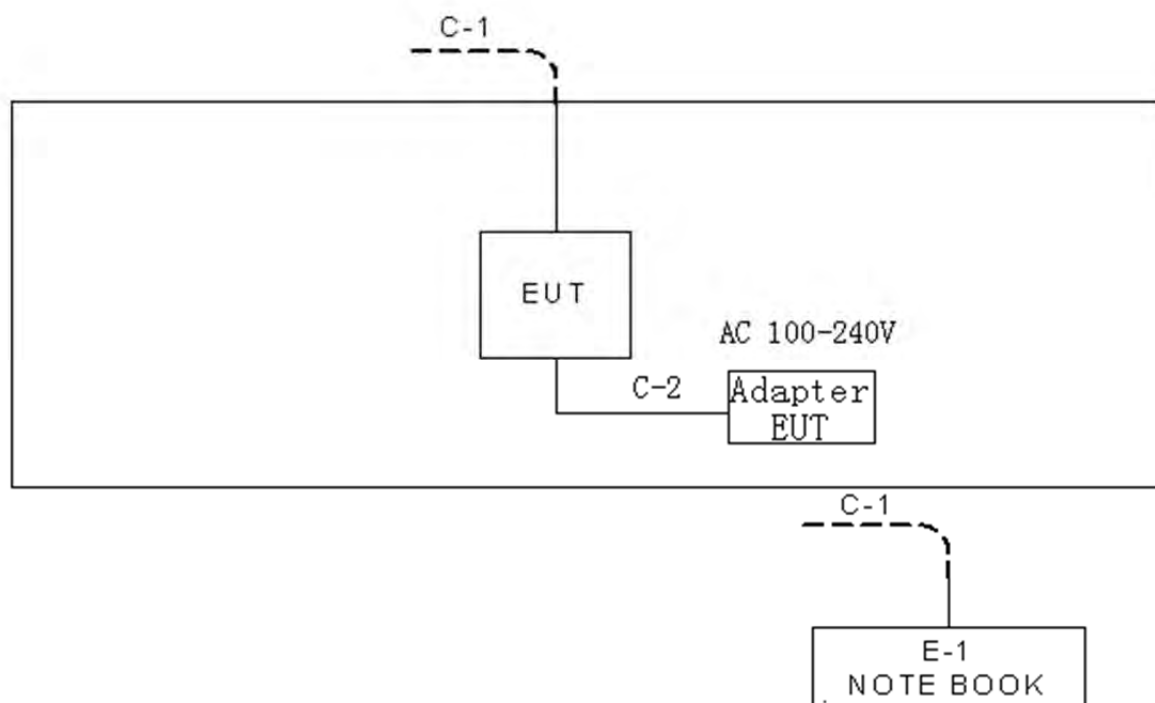 C-1
EUT
AC 100-240V
C-2
Adapter
EUT
C-1
E-1
NOTE BOOK